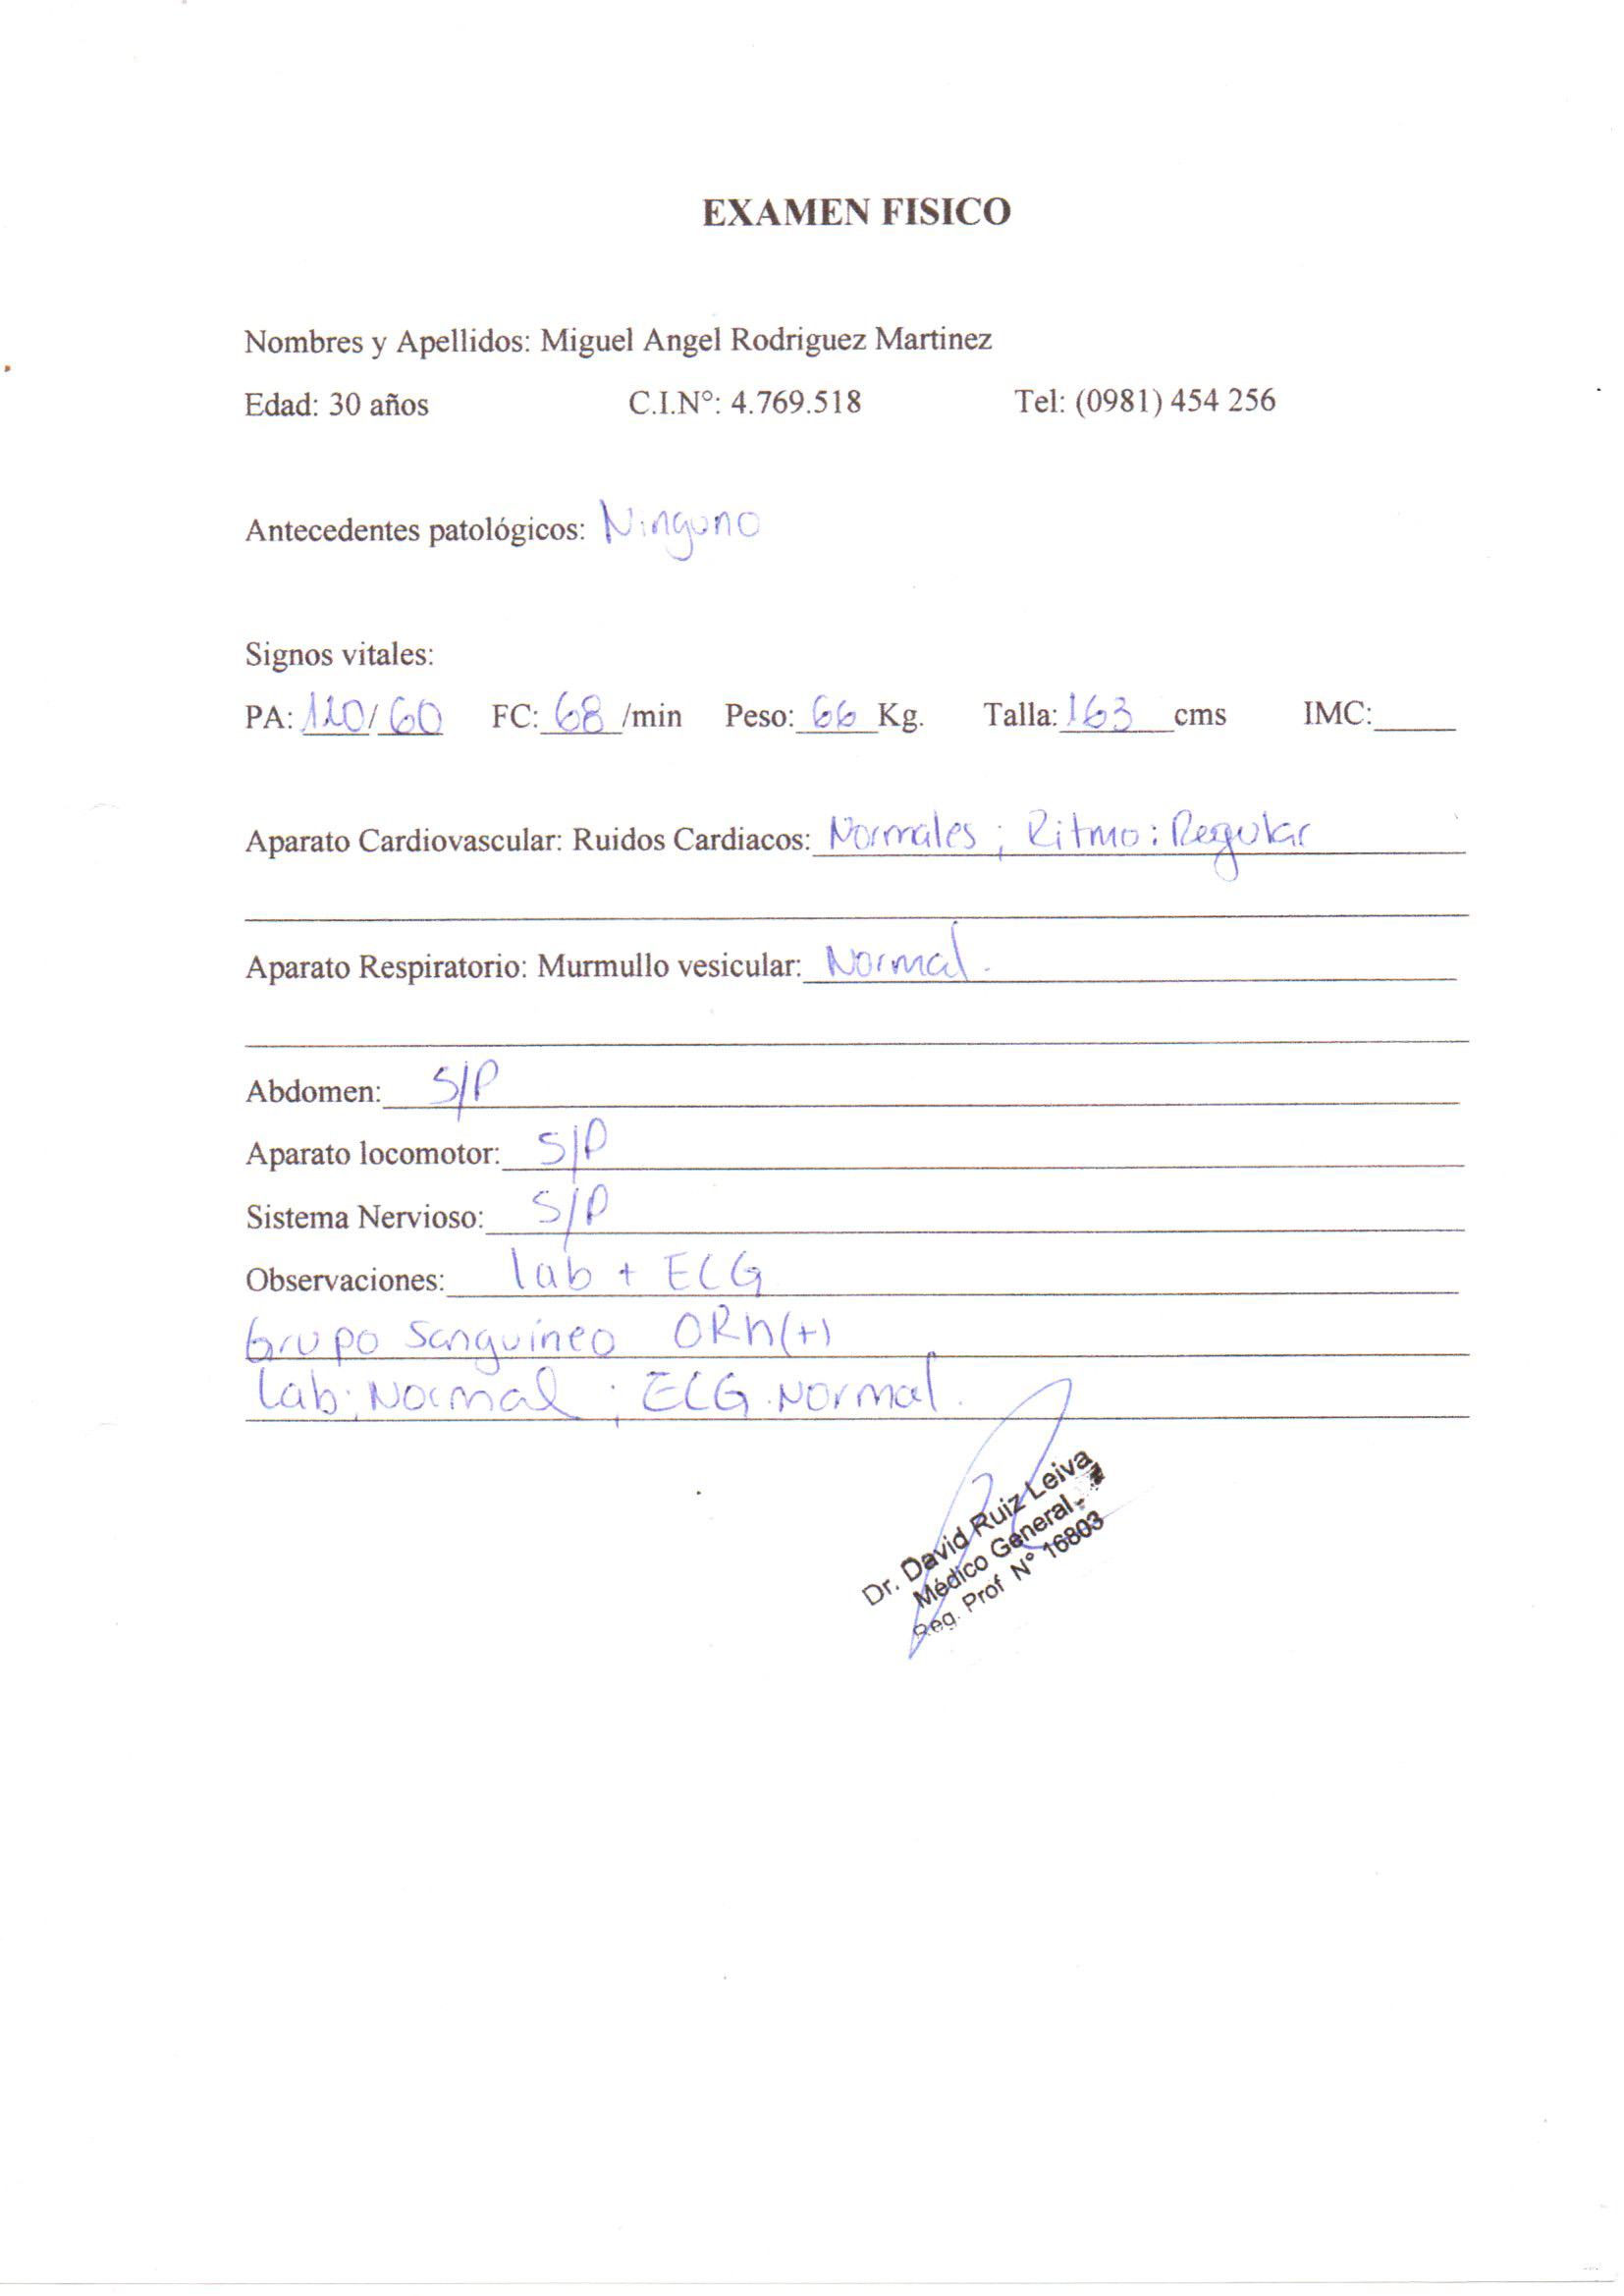 EXAMEN FISICO
Nombres y Apellidos: Miguel Angel Rodriguez Martinez
Edad: 30 años C.I.N°: 4.769.518 Tel: (0981) 454 256
Antecedentes patológicos: Ninguno
Signos vitales:
PA: 110/60 FC: 68 /min Peso: 66 Kg. Talla: 163 cms IMC:
Aparato Cardiovascular: Ruidos Cardiacos: Normales ; Ritmo: Regular
Aparato Respiratorio: Murmullo vesicular: Normal.
Abdomen: S/P
Aparato locomotor: S/P
Sistema Nervioso: S/P
Observaciones: lab + ECG
Grupo Sanguíneo ORh(+)
Lab: Normal ; ECG. Normal.
Dr. David Ruiz Leiva
Médico General
Reg. Prof N° 16803